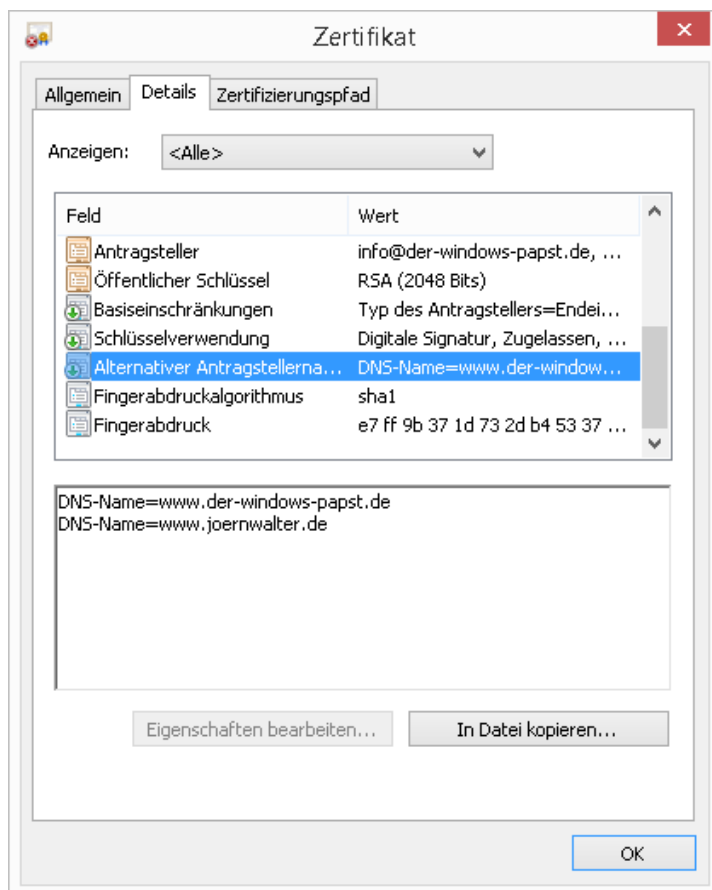 Zertifikat
Allgemein Details Zertifizierungspfad
Anzeigen: <Alle>
Feld Wert
Antragsteller info@der-windows-papst.de, ...
Öffentlicher Schlüssel RSA (2048 Bits)
Basiseinschränkungen Typ des Antragstellers=Endei...
Schlüsselverwendung Digitale Signatur, Zugelassen, ...
Alternativer Antragstellerna... DNS-Name=www.der-window...
Fingerabdruckalgorithmus sha1
Fingerabdruck e7 ff 9b 37 1d 73 2d b4 53 37 ...
DNS-Name=www.der-windows-papst.de
DNS-Name=www.joernwalter.de
Eigenschaften bearbeiten... In Datei kopieren...
OK